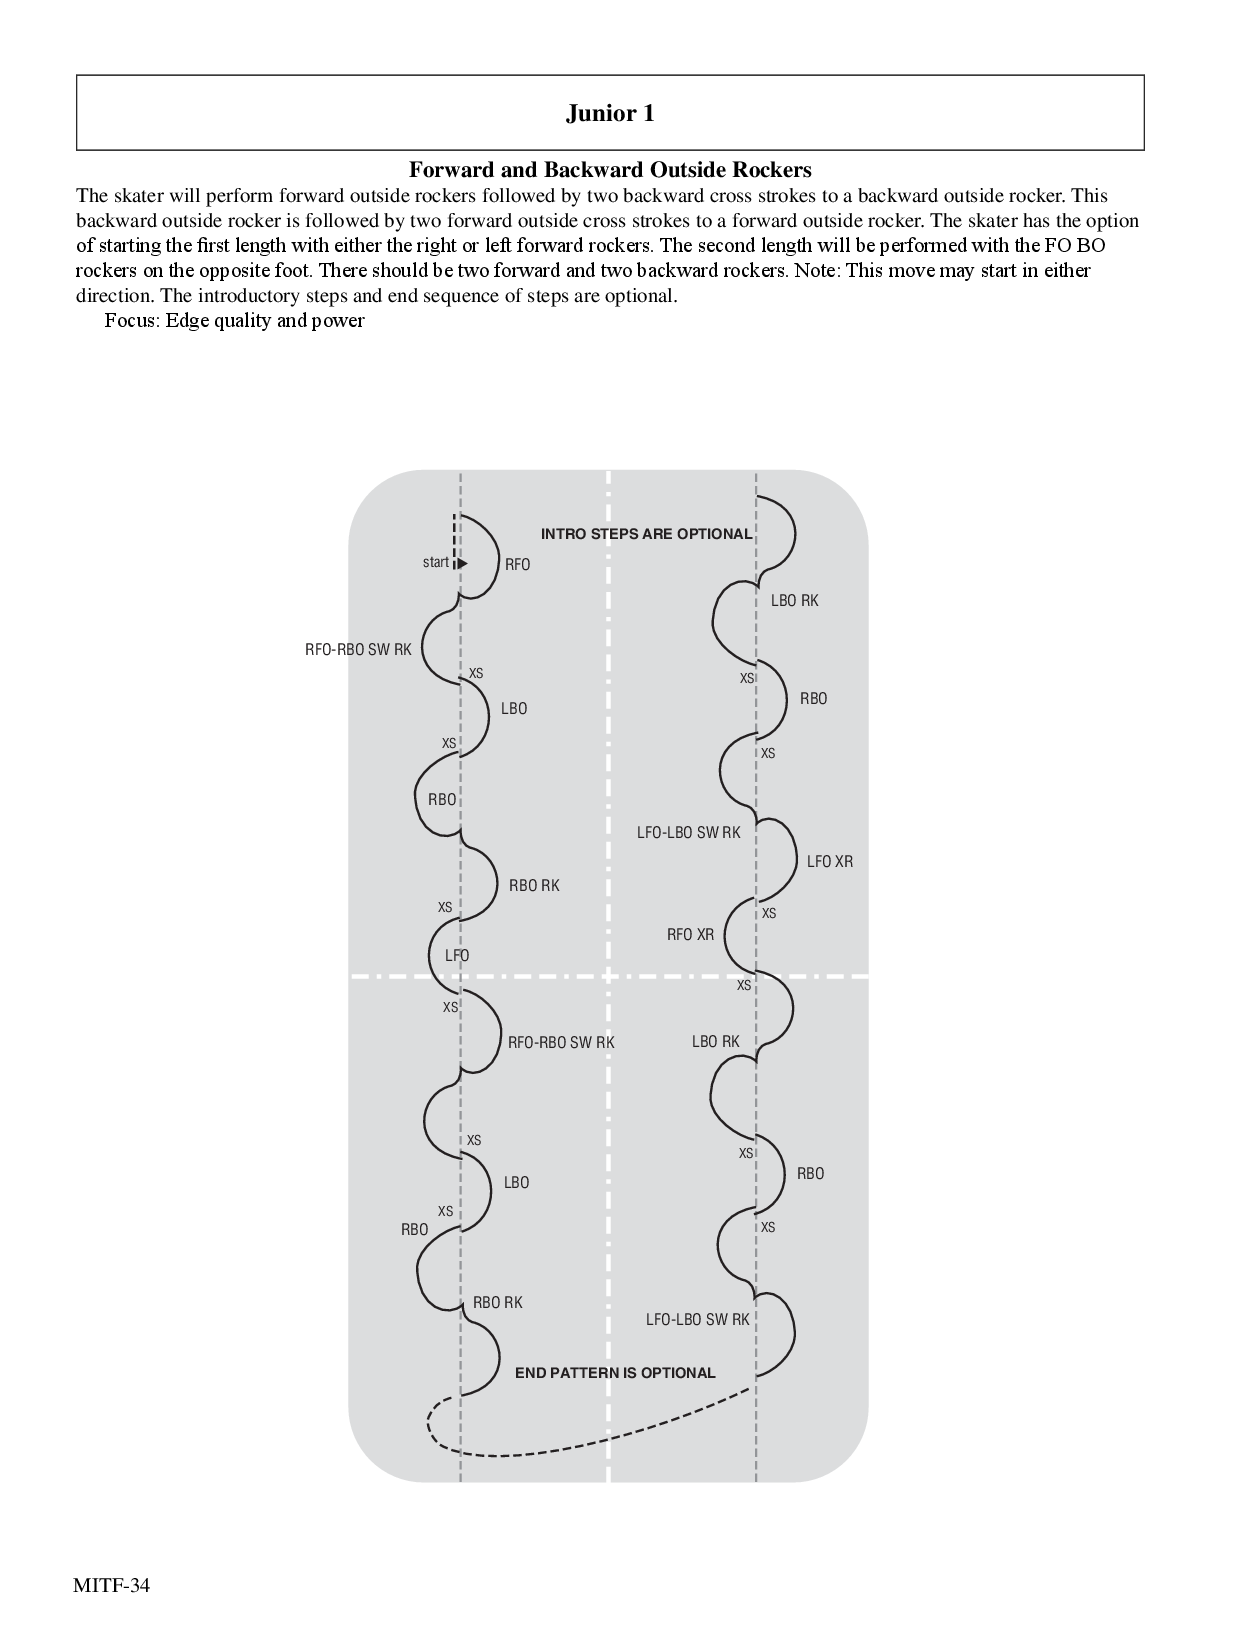 Junior 1
Forward and Backward Outside Rockers
The skater will perform forward outside rockers followed by two backward cross strokes to a backward outside rocker. This
backward outside rocker is followed by two forward outside cross strokes to a forward outside rocker. The skater has the option
of starting the first length with either the right or left forward rockers. The second length will be performed with the FO BO
rockers on the opposite foot. There should be two forward and two backward rockers. Note: This move may start in either
direction. The introductory steps and end sequence of steps are optional.
Focus: Edge quality and power
INTRO STEPS ARE OPTIONAL
start
RFO
RFO-RBO SW RK
XS
LBO
XS
RBO
RBO RK
XS
LFO
XS
RFO-RBO SW RK
XS
LBO
XS
RBO
RBO RK
END PATTERN IS OPTIONAL
LBO RK
XS
RBO
XS
LFO-LBO SW RK
LFO XR
XS
RFO XR
XS
LBO RK
XS
RBO
XS
LFO-LBO SW RK
MITF-34